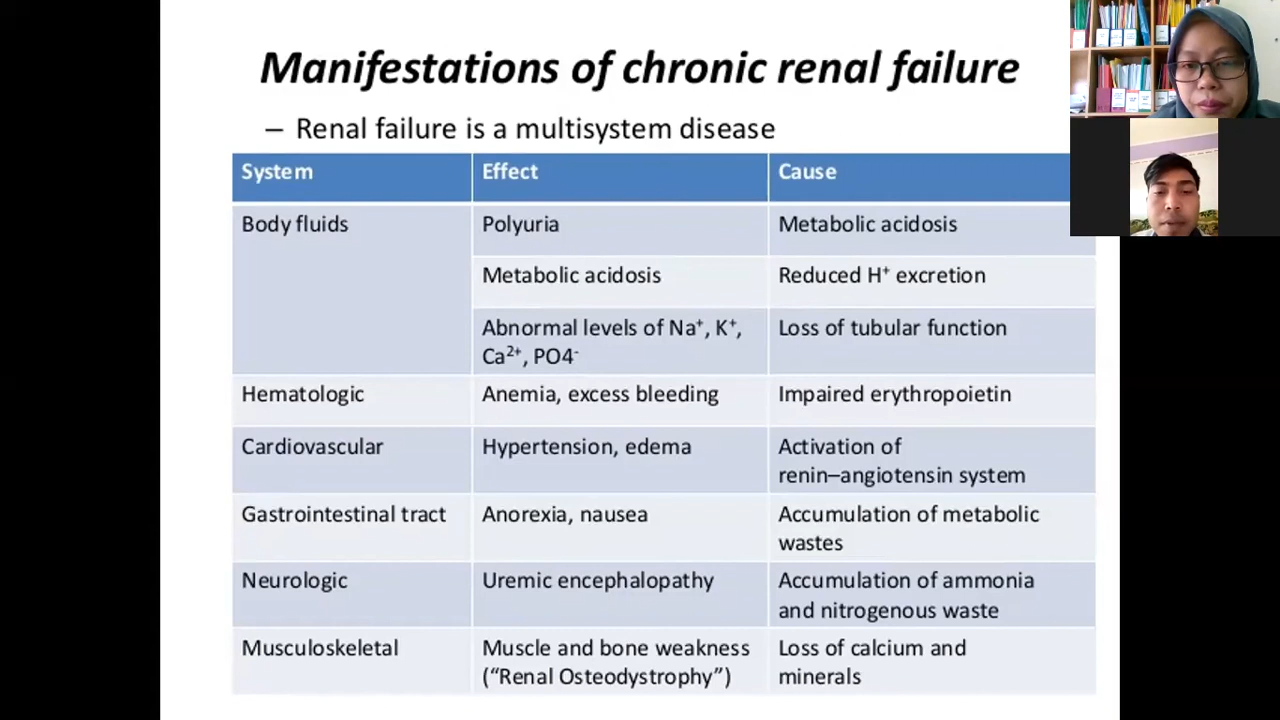 Manifestations of chronic renal failure
– Renal failure is a multisystem disease
System Effect Cause
Body fluids Polyuria Metabolic acidosis
Metabolic acidosis Reduced H⁺ excretion
Abnormal levels of Na⁺, K⁺, Loss of tubular function
Ca²⁺, PO4⁻
Hematologic Anemia, excess bleeding Impaired erythropoietin
Cardiovascular Hypertension, edema Activation of
renin–angiotensin system
Gastrointestinal tract Anorexia, nausea Accumulation of metabolic
wastes
Neurologic Uremic encephalopathy Accumulation of ammonia
and nitrogenous waste
Musculoskeletal Muscle and bone weakness Loss of calcium and
(“Renal Osteodystrophy”) minerals